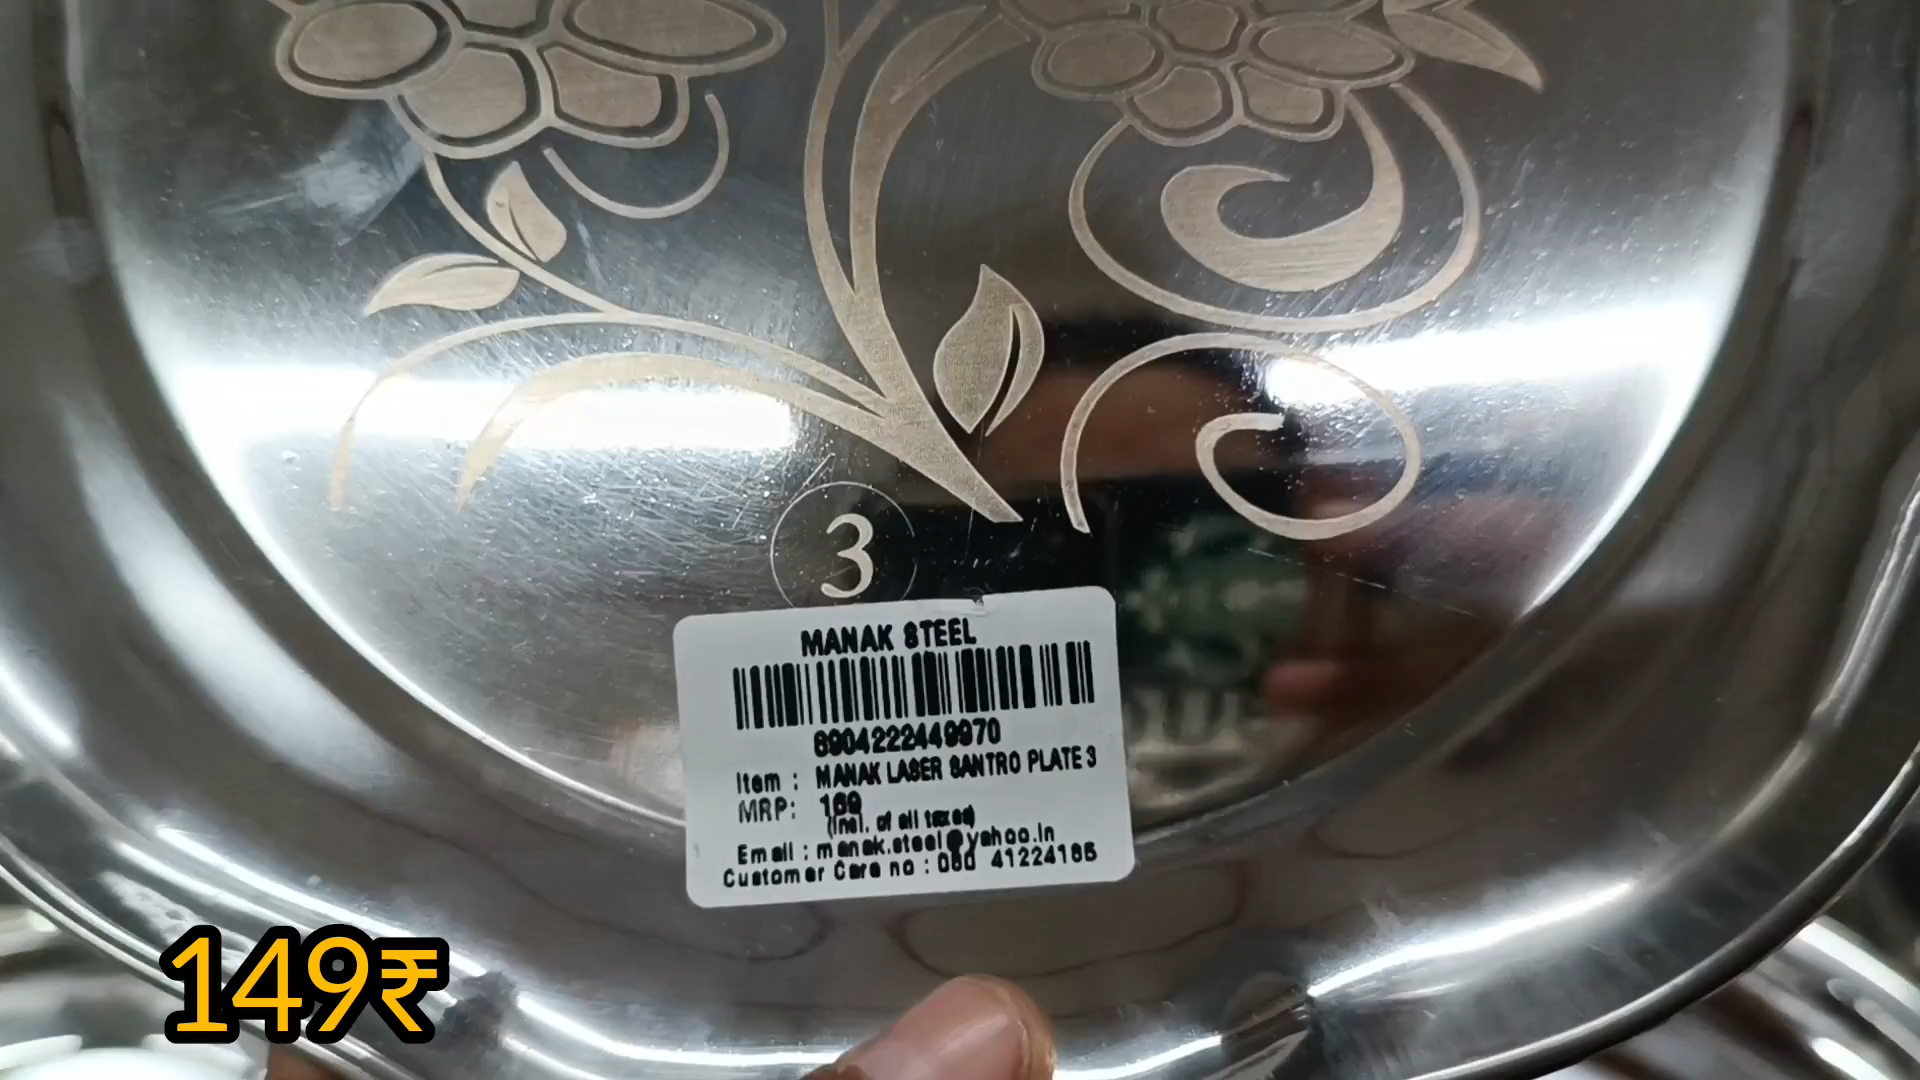 3
MANAK STEEL
6904222449970
Item : MANAK LASER SANTRO PLATE 3
MRP: 169
(Incl. of all taxes)
Email : manak.steel@yahoo.in
Customer Care no : 080 41224165
149₹